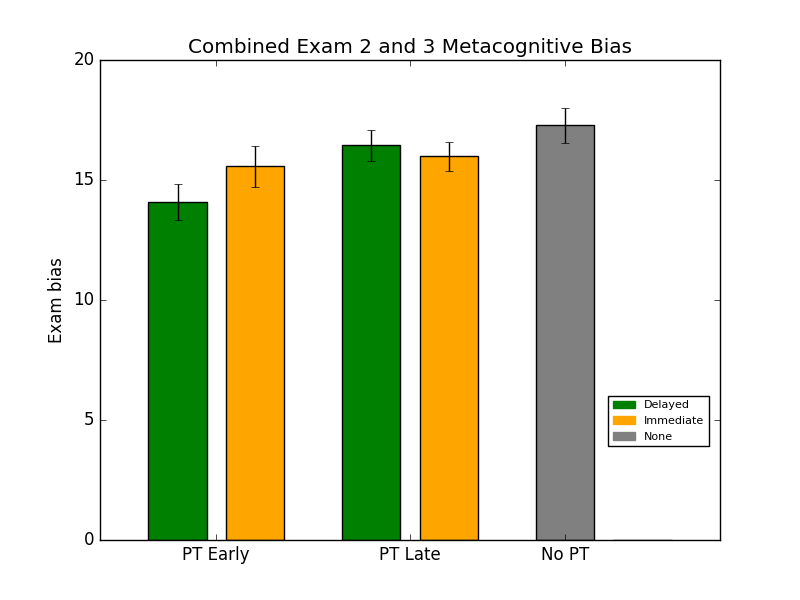 Combined Exam 2 and 3 Metacognitive Bias
20
15
10
5
0
Exam bias
PT Early
PT Late
No PT
Delayed
Immediate
None